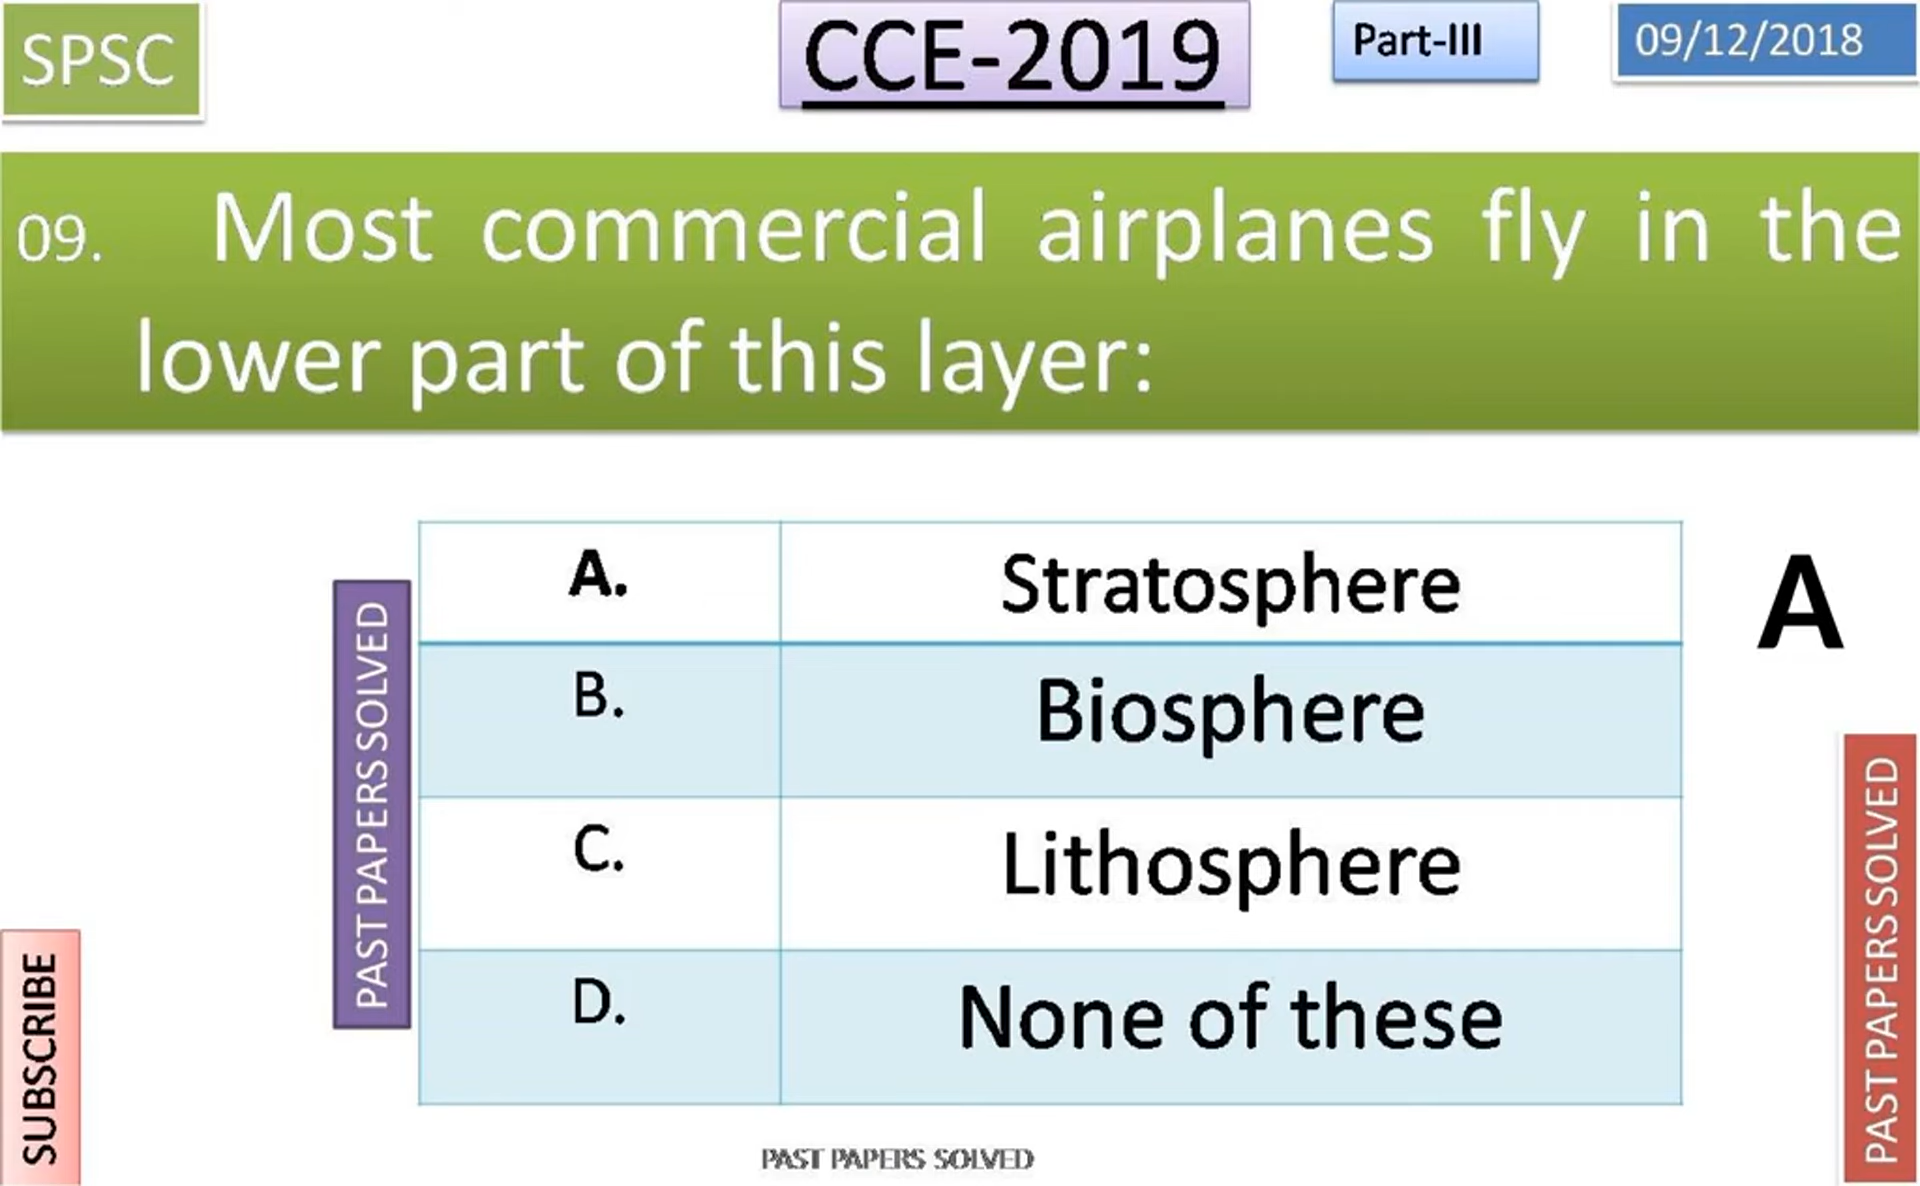 SPSC
CCE-2019
Part-III
09/12/2018
09. Most commercial airplanes fly in the
lower part of this layer:
A. Stratosphere
A
B. Biosphere
C. Lithosphere
D. None of these
PAST PAPERS SOLVED
PAST PAPERS SOLVED
SUBSCRIBE
PAST PAPERS SOLVED